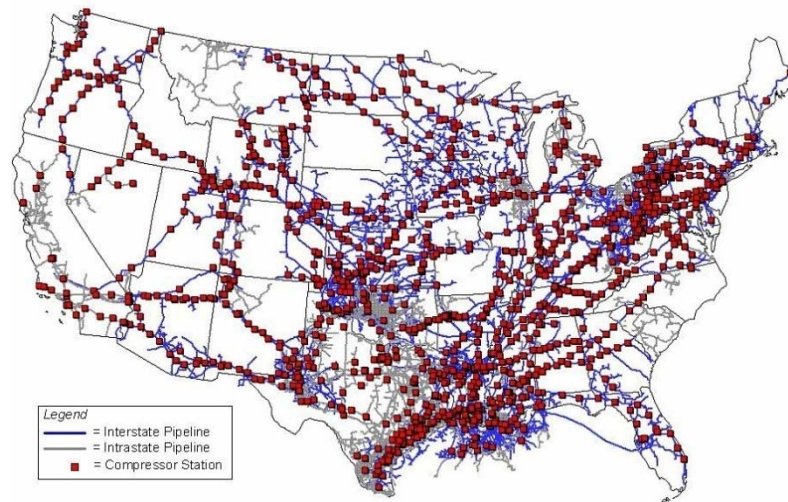 Legend
= Interstate Pipeline
= Intrastate Pipeline
= Compressor Station